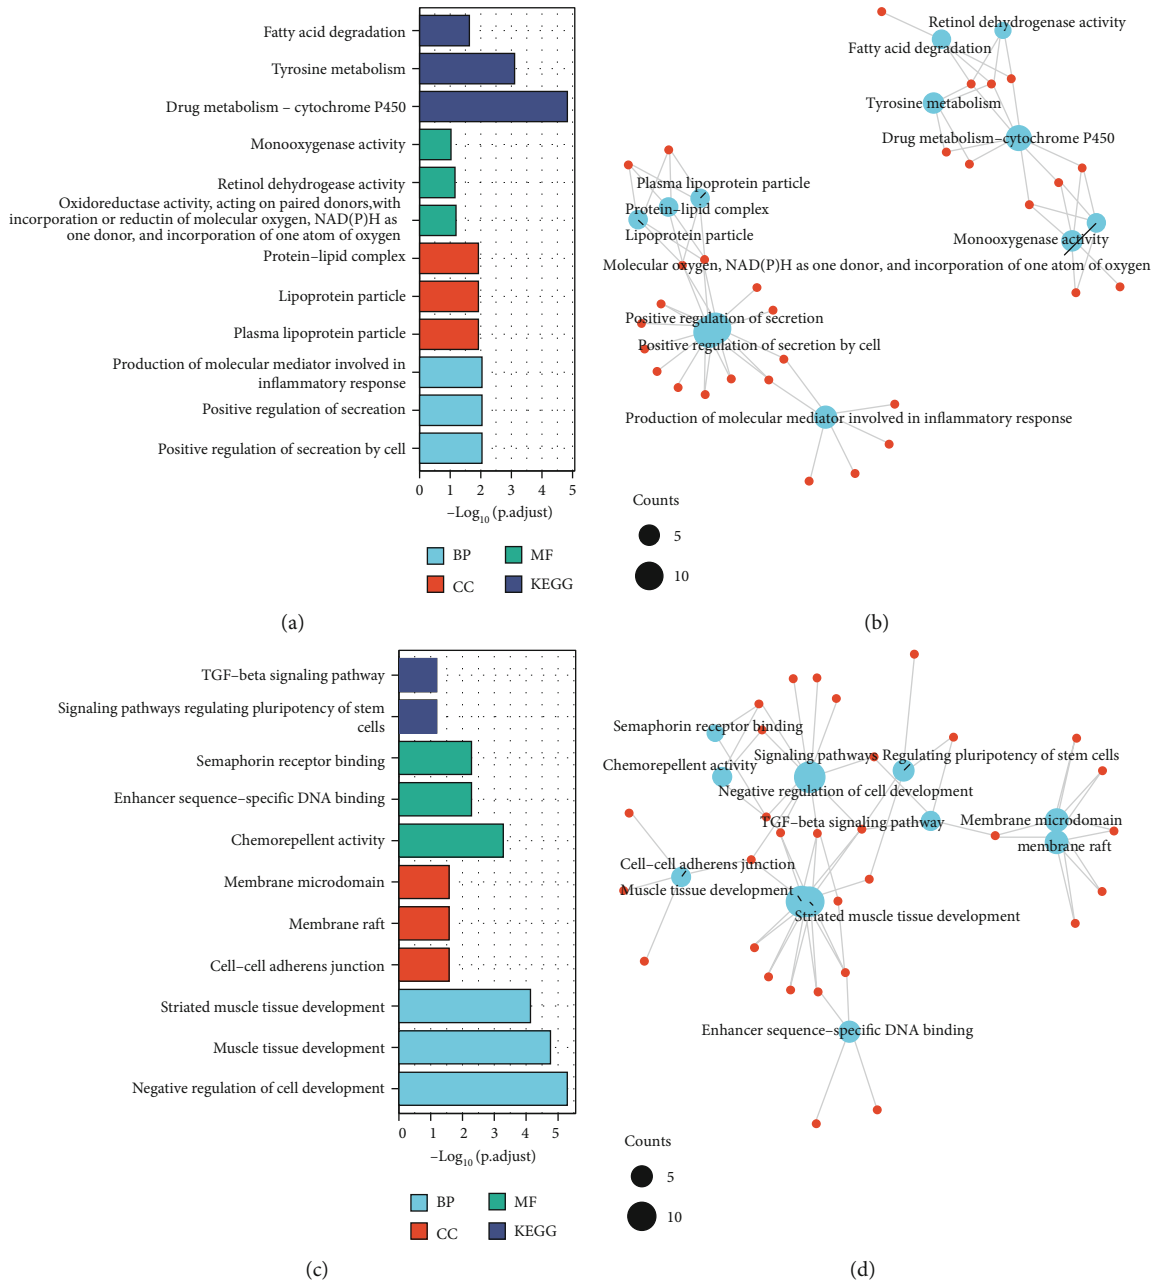 Fatty acid degradation
Tyrosine metabolism
Drug metabolism – cytochrome P450
Monooxygenase activity
Retinol dehydrogease activity
Oxidoreductase activity, acting on paired donors,with
incorporation or reductin of molecular oxygen, NAD(P)H as
one donor, and incorporation of one atom of oxygen
Protein–lipid complex
Lipoprotein particle
Plasma lipoprotein particle
Production of molecular mediator involved in
inflammatory response
Positive regulation of secreation
Positive regulation of secreation by cell
0 1 2 3 4 5
–Log10 (p.adjust)
BP MF
CC KEGG
(a)
Retinol dehydrogenase activity
Fatty acid degradation
Tyrosine metabolism
Drug metabolism–cytochrome P450
Plasma lipoprotein particle
Protein–lipid complex
Lipoprotein particle
Monooxygenase activity
Molecular oxygen, NAD(P)H as one donor, and incorporation of one atom of oxygen
Positive regulation of secretion
Positive regulation of secretion by cell
Production of molecular mediator involved in inflammatory response
Counts
5
10
(b)
TGF–beta signaling pathway
Signaling pathways regulating pluripotency of stem
cells
Semaphorin receptor binding
Enhancer sequence–specific DNA binding
Chemorepellent activity
Membrane microdomain
Membrane raft
Cell–cell adherens junction
Striated muscle tissue development
Muscle tissue development
Negative regulation of cell development
0 1 2 3 4 5
–Log10 (p.adjust)
BP MF
CC KEGG
(c)
Semaphorin receptor binding
Signaling pathways Regulating pluripotency of stem cells
Chemorepellent activity
Negative regulation of cell development
TGF–beta signaling pathway
Membrane microdomain
membrane raft
Cell–cell adherens junction
Muscle tissue development
Striated muscle tissue development
Enhancer sequence–specific DNA binding
Counts
5
10
(d)